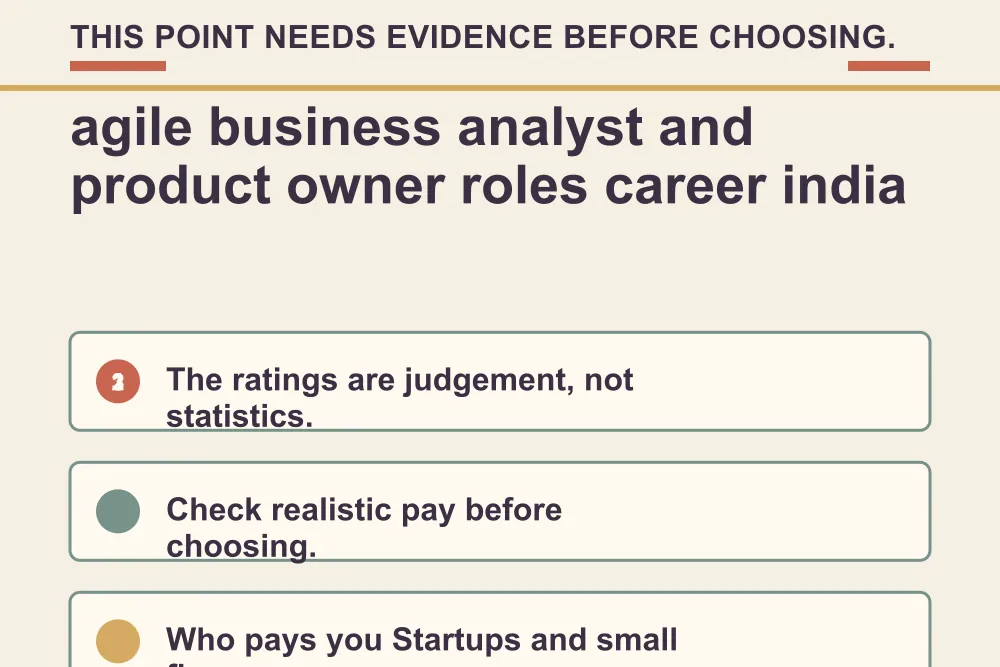 THIS POINT NEEDS EVIDENCE BEFORE CHOOSING.
agile business analyst and
product owner roles career india
The ratings are judgement, not
statistics.
Check realistic pay before
choosing.
Who pays you Startups and small